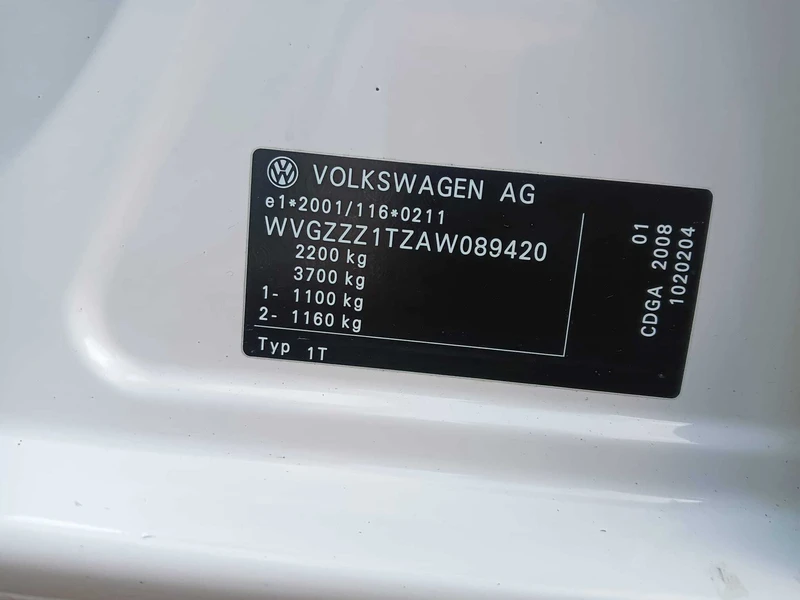 VOLKSWAGEN AG
e1*2001/116*0211
WVGZZZ1TZAW089420
2200 kg
3700 kg
1- 1100 kg
2- 1160 kg
Typ 1T
01
CDGA 2008
1020204